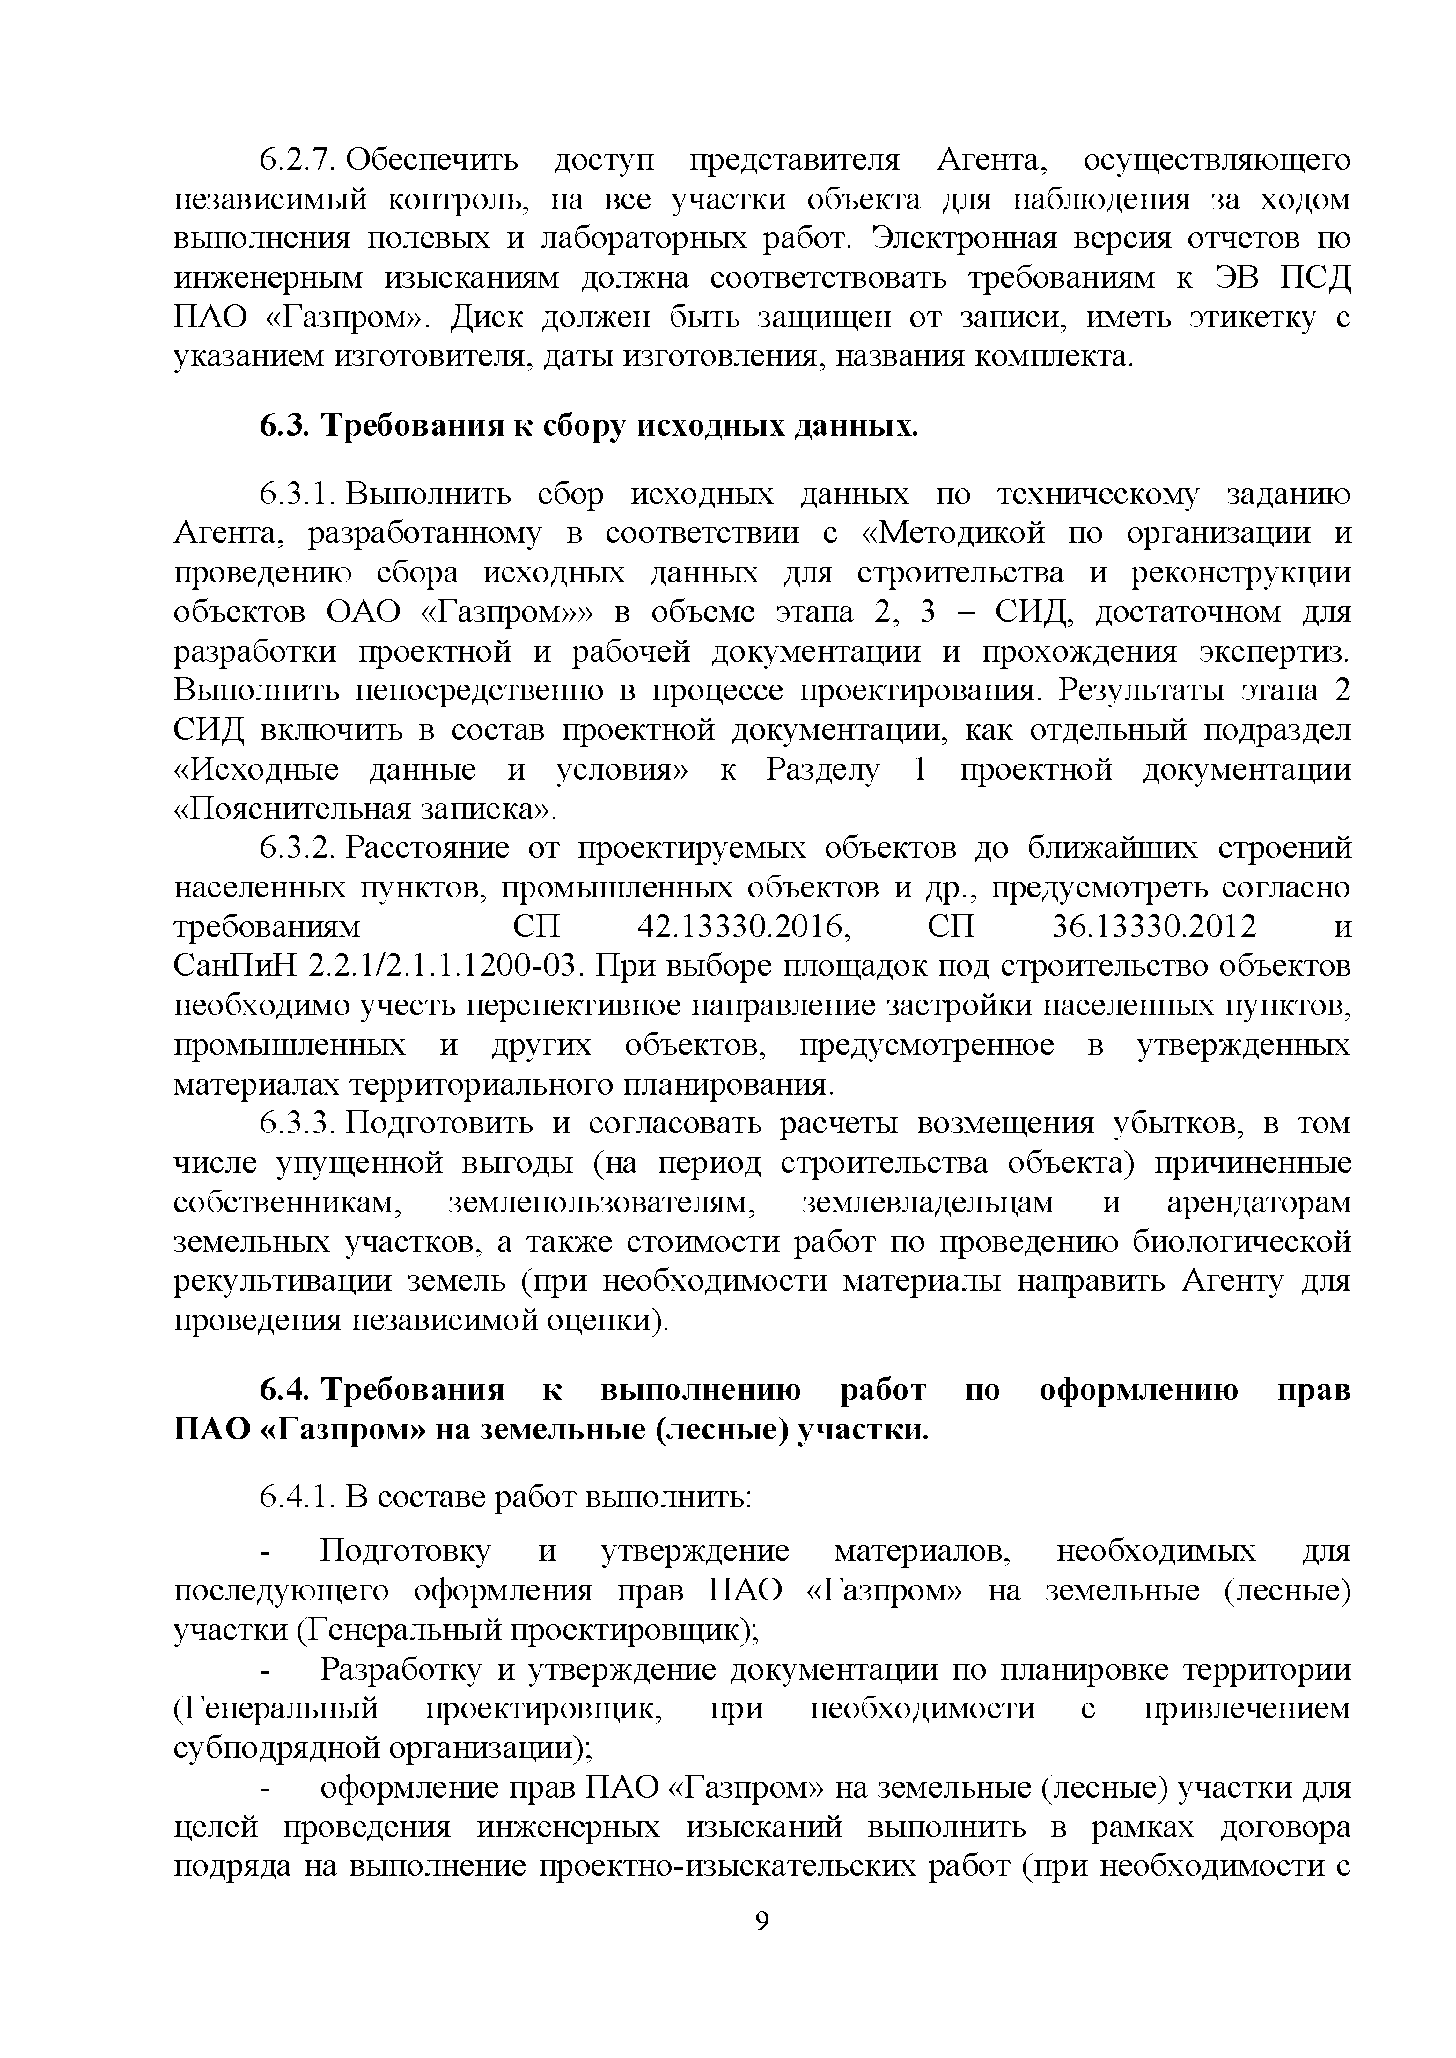 6.2.7. Обеспечить доступ представителя Агента, осуществляющего
независимый контроль, на все участки объекта для наблюдения за ходом
выполнения полевых и лабораторных работ. Электронная версия отчетов по
инженерным изысканиям должна соответствовать требованиям к ЭВ ПСД
ПАО «Газпром». Диск должен быть защищен от записи, иметь этикетку с
указанием изготовителя, даты изготовления, названия комплекта.
6.3. Требования к сбору исходных данных.
6.3.1. Выполнить сбор исходных данных по техническому заданию
Агента, разработанному в соответствии с «Методикой по организации и
проведению сбора исходных данных для строительства и реконструкции
объектов ОАО «Газпром»» в объеме этапа 2, 3 – СИД, достаточном для
разработки проектной и рабочей документации и прохождения экспертиз.
Выполнить непосредственно в процессе проектирования. Результаты этапа 2
СИД включить в состав проектной документации, как отдельный подраздел
«Исходные данные и условия» к Разделу 1 проектной документации
«Пояснительная записка».
6.3.2. Расстояние от проектируемых объектов до ближайших строений
населенных пунктов, промышленных объектов и др., предусмотреть согласно
требованиям СП 42.13330.2016, СП 36.13330.2012 и
СанПиН 2.2.1/2.1.1.1200-03. При выборе площадок под строительство объектов
необходимо учесть перспективное направление застройки населенных пунктов,
промышленных и других объектов, предусмотренное в утвержденных
материалах территориального планирования.
6.3.3. Подготовить и согласовать расчеты возмещения убытков, в том
числе упущенной выгоды (на период строительства объекта) причиненные
собственникам, землепользователям, землевладельцам и арендаторам
земельных участков, а также стоимости работ по проведению биологической
рекультивации земель (при необходимости материалы направить Агенту для
проведения независимой оценки).
6.4. Требования к выполнению работ по оформлению прав
ПАО «Газпром» на земельные (лесные) участки.
6.4.1. В составе работ выполнить:
- Подготовку и утверждение материалов, необходимых для
последующего оформления прав ПАО «Газпром» на земельные (лесные)
участки (Генеральный проектировщик);
- Разработку и утверждение документации по планировке территории
(Генеральный проектировщик, при необходимости с привлечением
субподрядной организации);
- оформление прав ПАО «Газпром» на земельные (лесные) участки для
целей проведения инженерных изысканий выполнить в рамках договора
подряда на выполнение проектно-изыскательских работ (при необходимости с
9